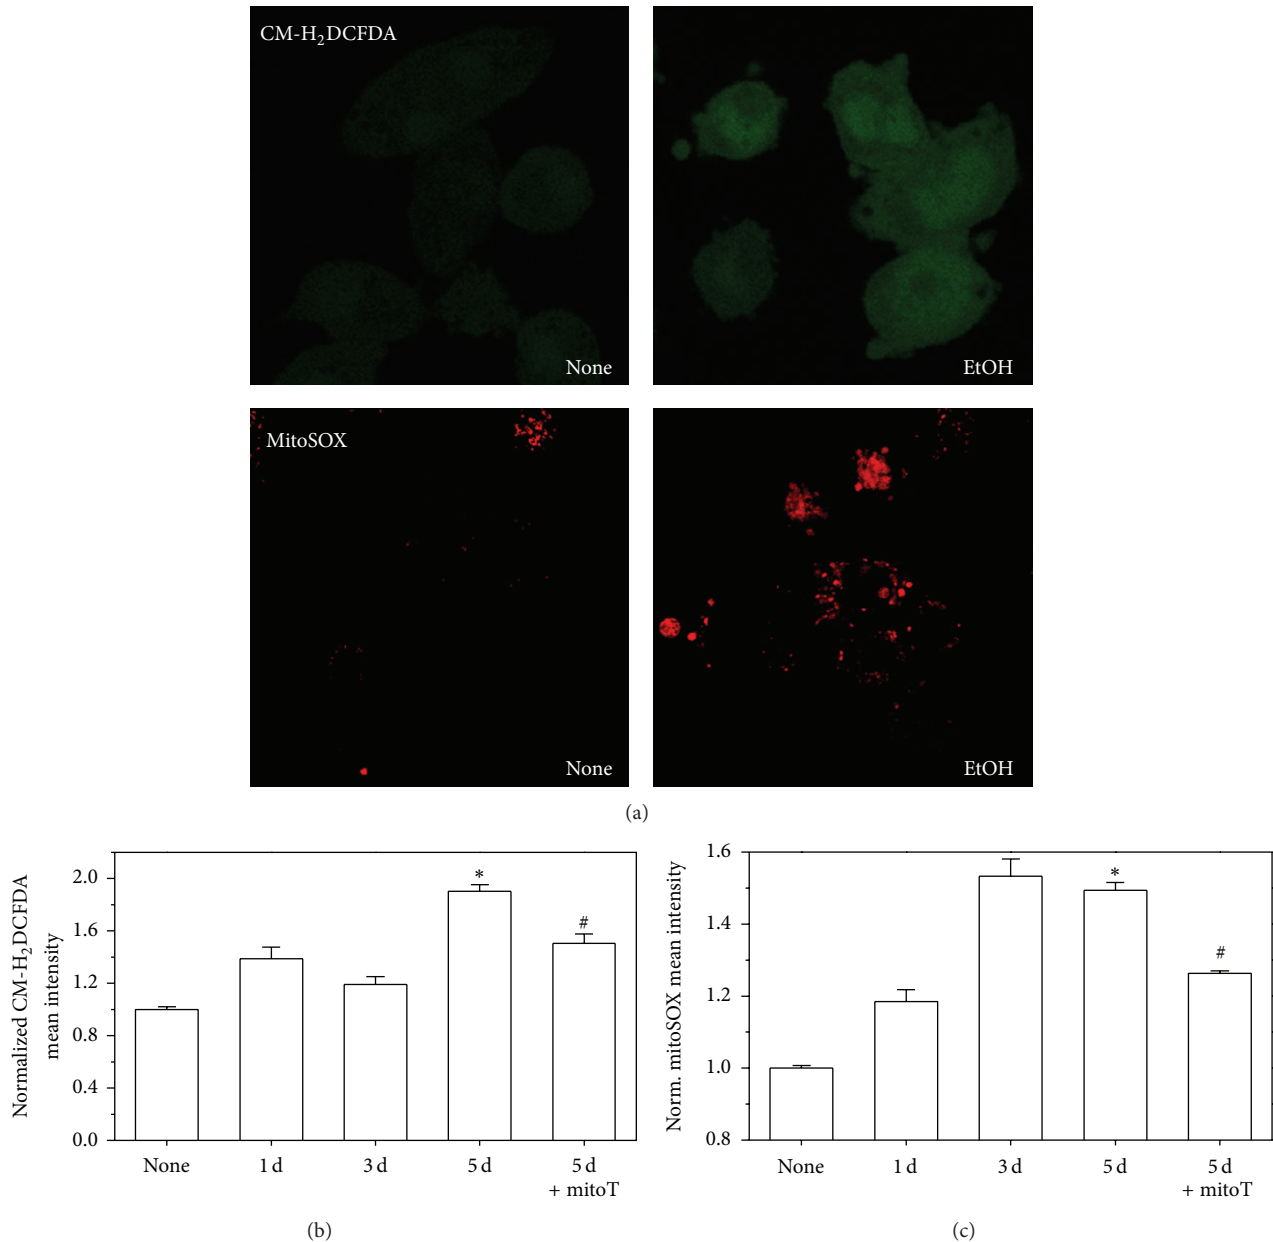 CM-H₂DCFDA
None
EtOH
MitoSOX
None
EtOH
(a)
Normalized CM-H₂DCFDA
mean intensity
2.0
1.6
1.2
0.8
0.4
0.0
*
#
None
1 d
3 d
5 d
5 d
+ mitoT
(b)
Norm. mitoSOX mean intensity
1.6
1.4
1.2
1.0
0.8
*
#
None
1 d
3 d
5 d
5 d
+ mitoT
(c)